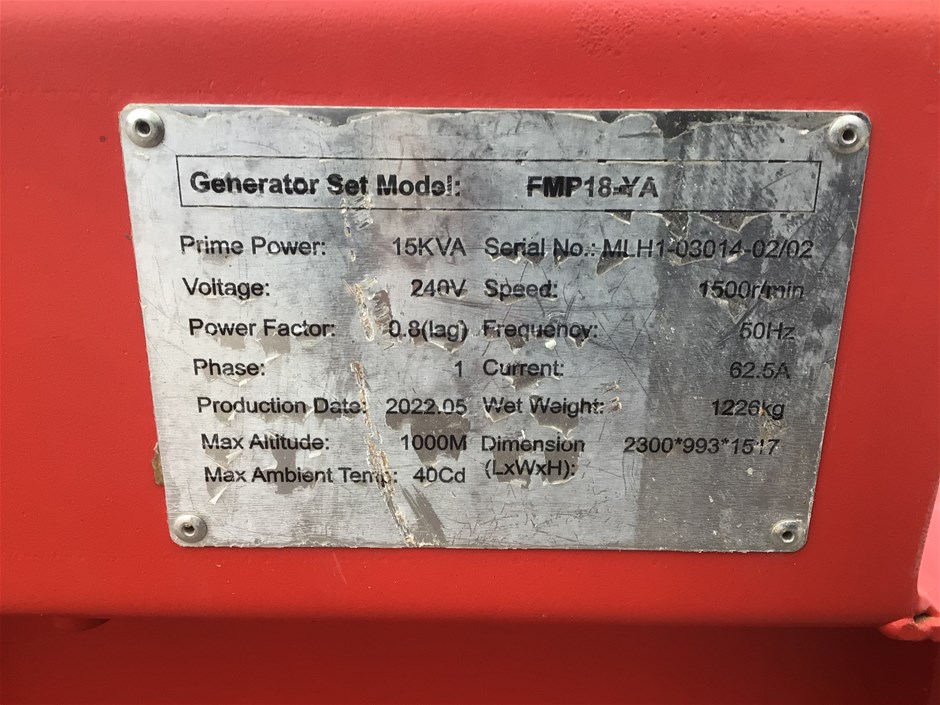 Generator Set Model: FMP18-YA
Prime Power: 15KVA Serial No.: MLH1-03014-02/02
Voltage: 240V Speed: 1500r/min
Power Factor: 0.8(lag) Frequency: 50Hz
Phase: 1 Current: 62.5A
Production Date: 2022.05 Wet Weight: 1226kg
Max Altitude: 1000M Dimension 2300*993*1517
Max Ambient Temp: 40Cd (LxWxH):